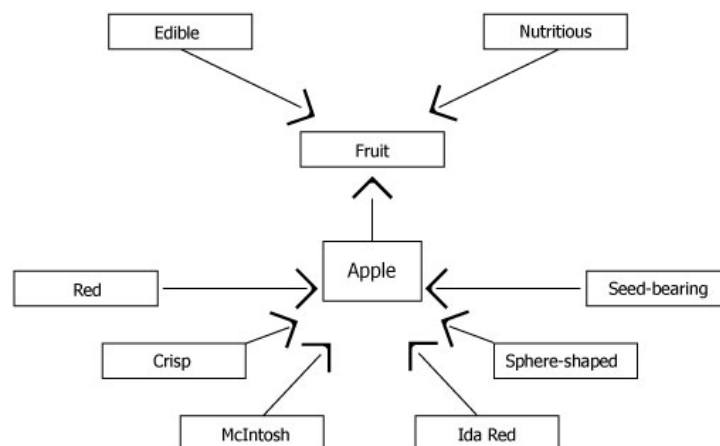 Edible
Nutritious
Fruit
Apple
Red
Seed-bearing
Crisp
Sphere-shaped
McIntosh
Ida Red